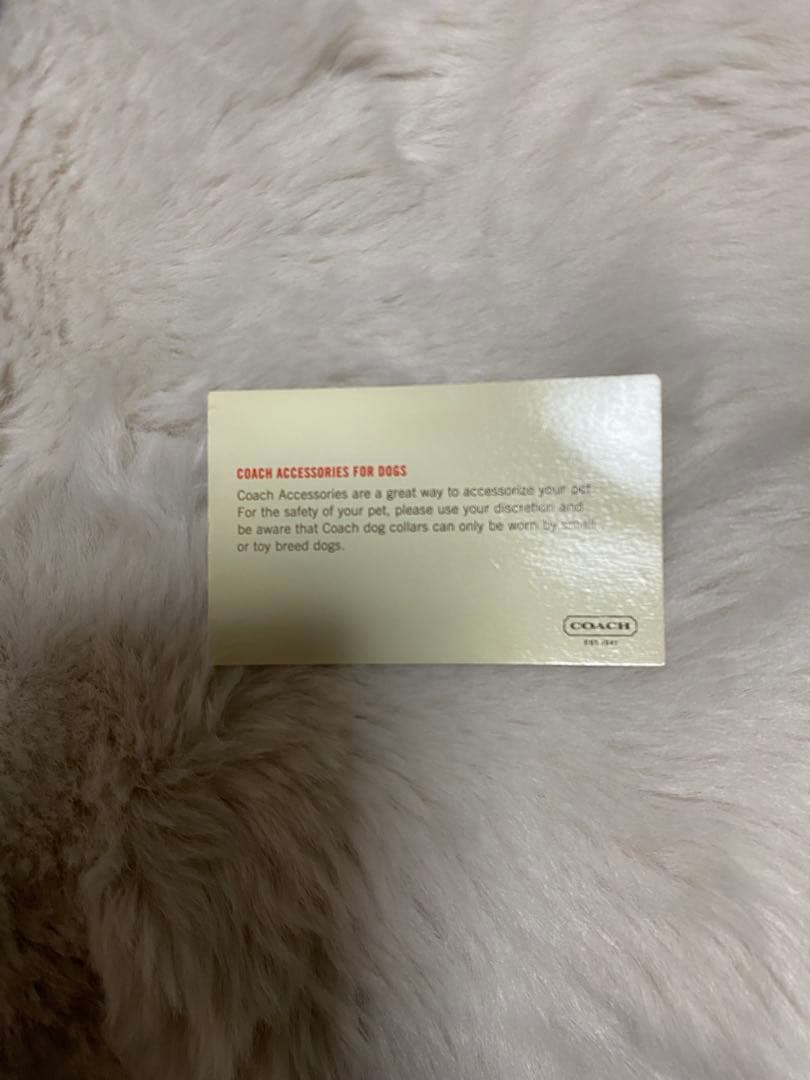 COACH ACCESSORIES FOR DOGS
Coach Accessories are a great way to accessorize your pet.
For the safety of your pet, please use your discretion and
be aware that Coach dog collars can only be worn by small
or toy breed dogs.
COACH
EST. 1941